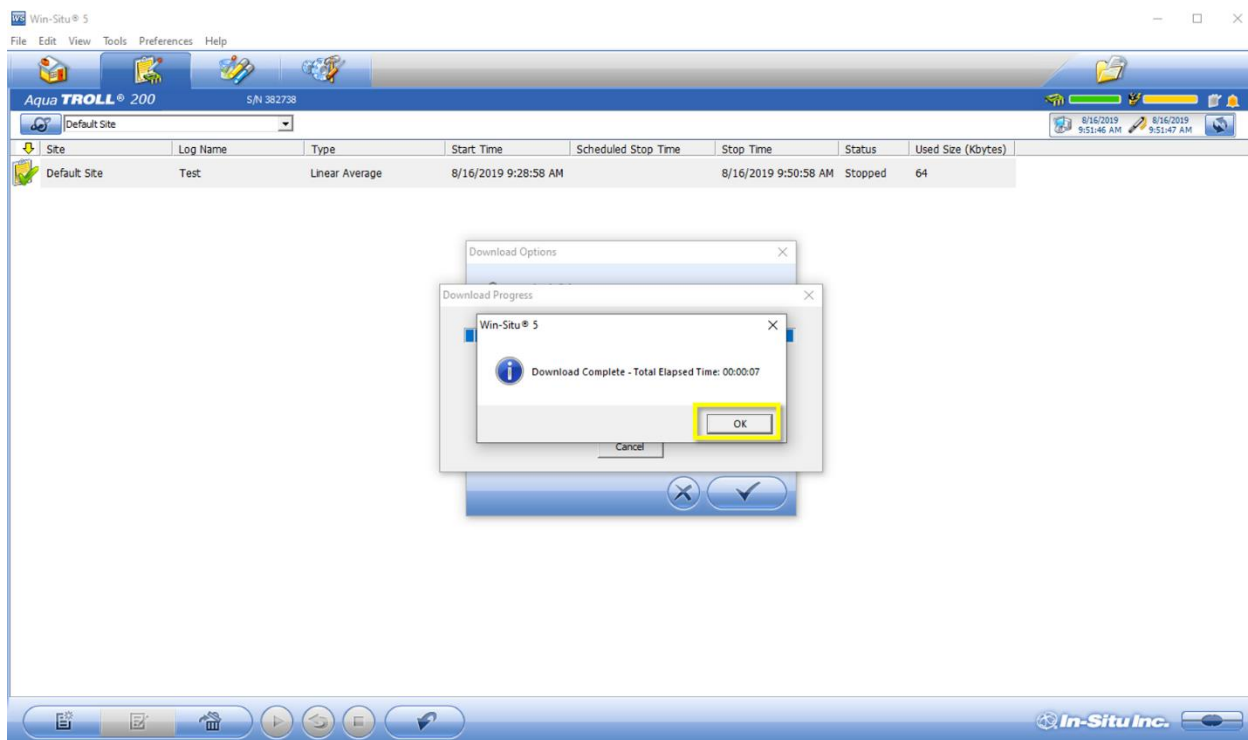 WS Win-Situ® 5
File Edit View Tools Preferences Help
Aqua TROLL® 200 S/N 382738
Default Site
8/16/2019 8/16/2019
9:51:46 AM 9:51:47 AM
Site Log Name Type Start Time Scheduled Stop Time Stop Time Status Used Size (Kbytes)
Default Site Test Linear Average 8/16/2019 9:28:58 AM 8/16/2019 9:50:58 AM Stopped 64
Download Options
Download Progress
Win-Situ® 5
Download Complete - Total Elapsed Time: 00:00:07
OK
Cancel
In-Situ Inc.